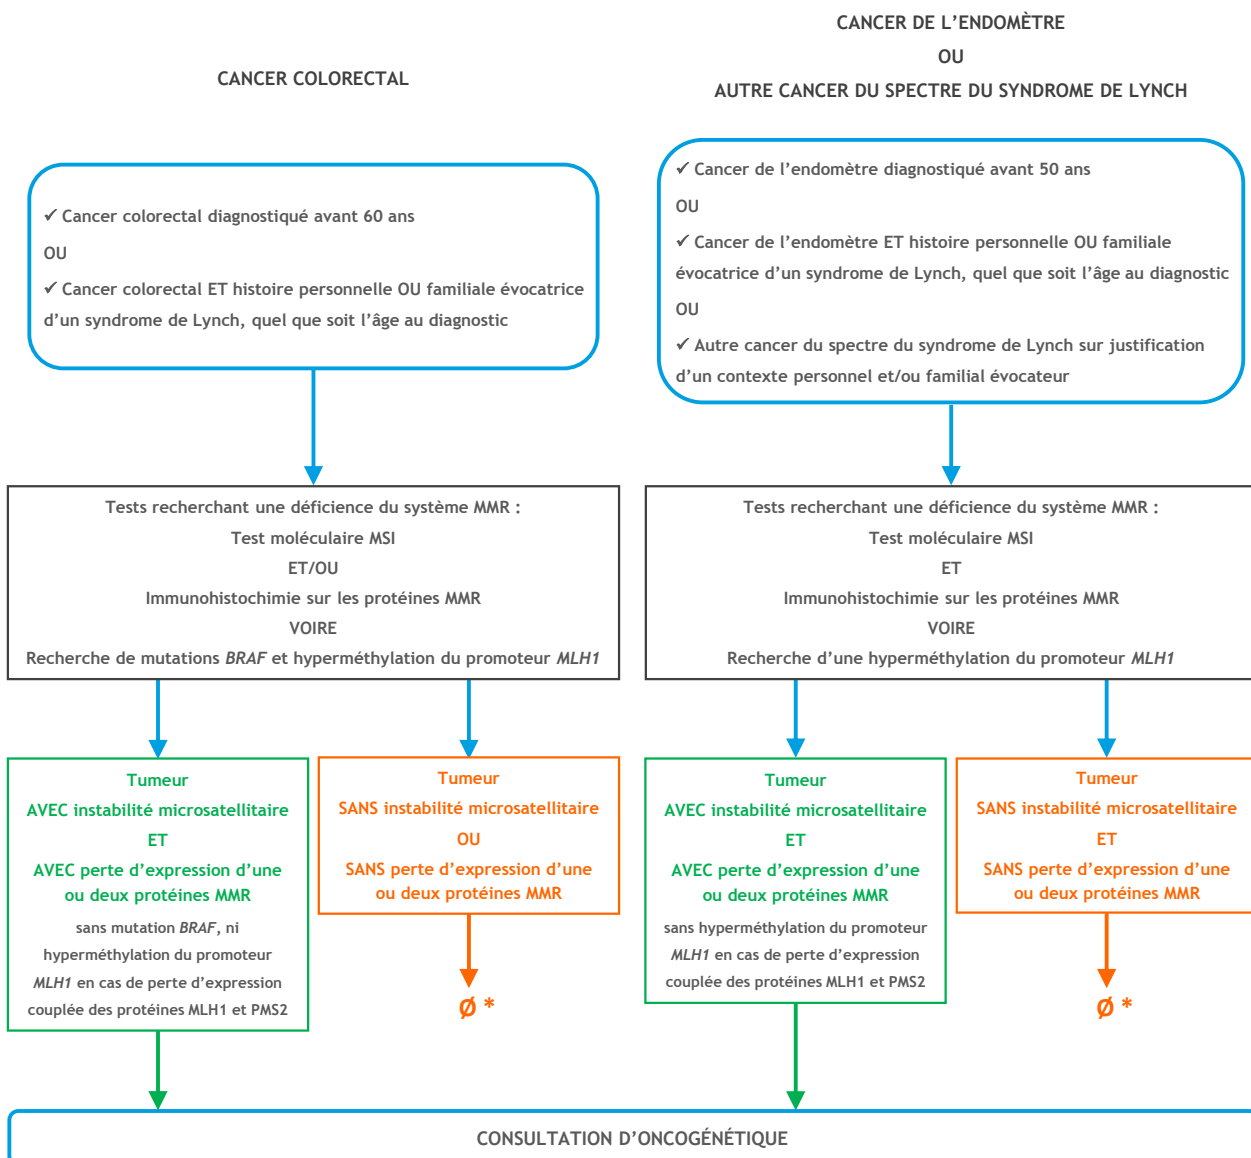 CANCER COLORECTAL
CANCER DE L’ENDOMÈTRE
OU
AUTRE CANCER DU SPECTRE DU SYNDROME DE LYNCH
✓ Cancer colorectal diagnostiqué avant 60 ans
OU
✓ Cancer colorectal ET histoire personnelle OU familiale évocatrice
d’un syndrome de Lynch, quel que soit l’âge au diagnostic
✓ Cancer de l’endomètre diagnostiqué avant 50 ans
OU
✓ Cancer de l’endomètre ET histoire personnelle OU familiale
évocatrice d’un syndrome de Lynch, quel que soit l’âge au diagnostic
OU
✓ Autre cancer du spectre du syndrome de Lynch sur justification
d’un contexte personnel et/ou familial évocateur
Tests recherchant une déficience du système MMR :
Test moléculaire MSI
ET/OU
Immunohistochimie sur les protéines MMR
VOIRE
Recherche de mutations BRAF et hyperméthylation du promoteur MLH1
Tests recherchant une déficience du système MMR :
Test moléculaire MSI
ET
Immunohistochimie sur les protéines MMR
VOIRE
Recherche d’une hyperméthylation du promoteur MLH1
Tumeur
AVEC instabilité microsatellitaire
ET
AVEC perte d’expression d’une
ou deux protéines MMR
sans mutation BRAF, ni
hyperméthylation du promoteur
MLH1 en cas de perte d’expression
couplée des protéines MLH1 et PMS2
Tumeur
SANS instabilité microsatellitaire
OU
SANS perte d’expression d’une
ou deux protéines MMR
Ø *
Tumeur
AVEC instabilité microsatellitaire
ET
AVEC perte d’expression d’une
ou deux protéines MMR
sans hyperméthylation du promoteur
MLH1 en cas de perte d’expression
couplée des protéines MLH1 et PMS2
Tumeur
SANS instabilité microsatellitaire
ET
SANS perte d’expression d’une
ou deux protéines MMR
Ø *
CONSULTATION D’ONCOGÉNÉTIQUE